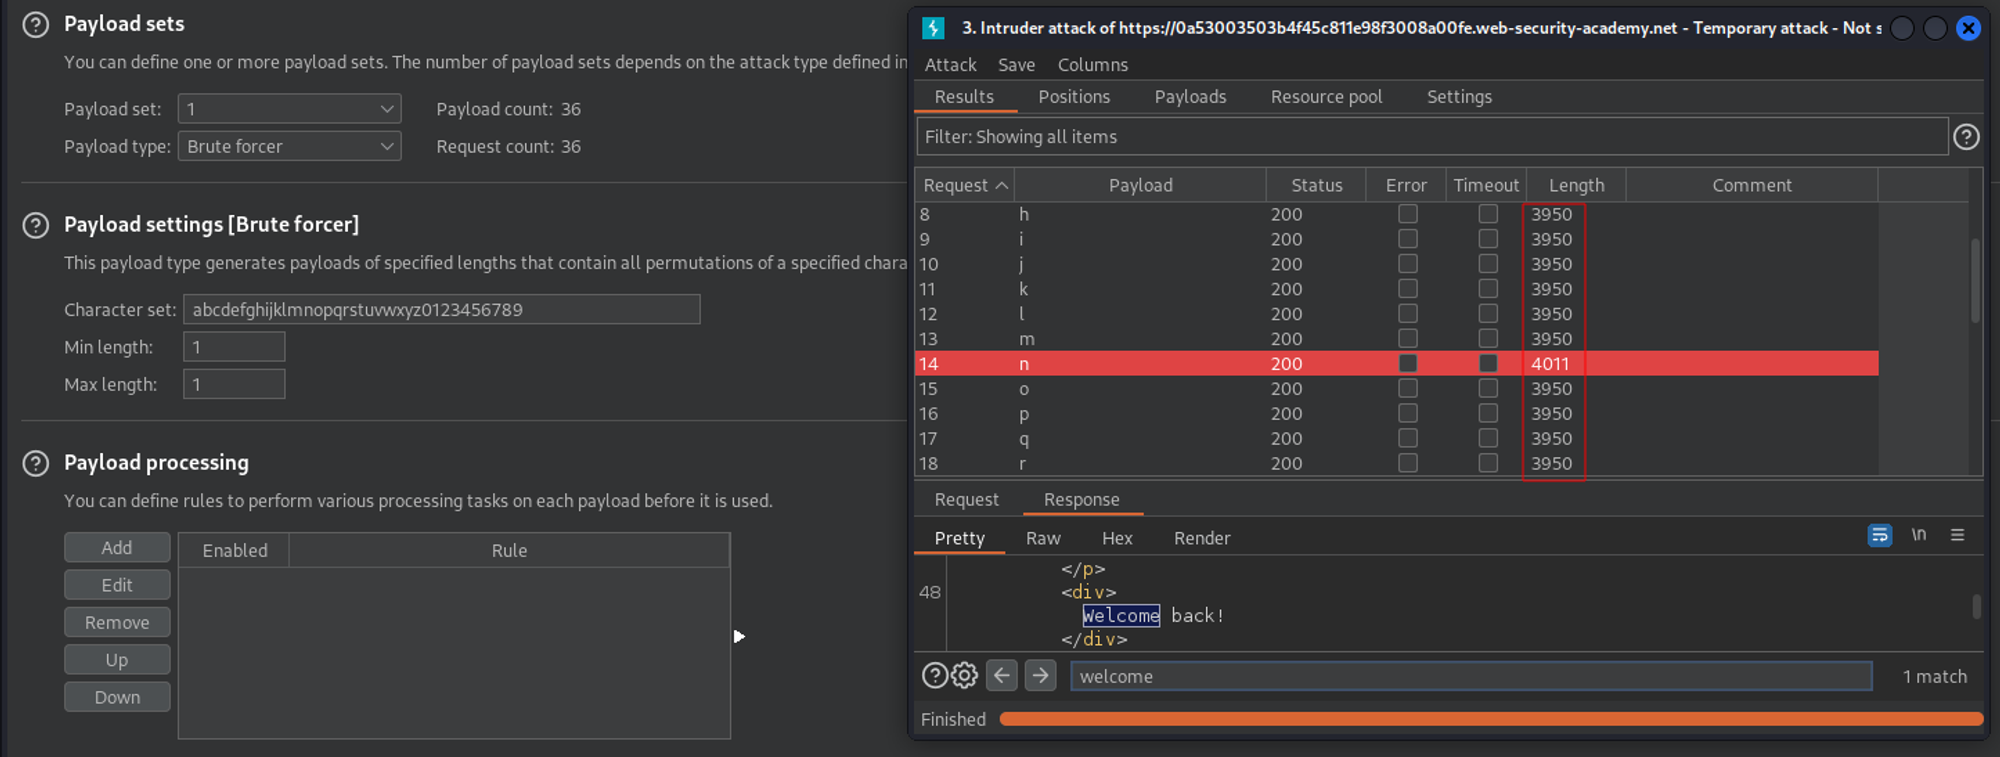 Payload sets
You can define one or more payload sets. The number of payload sets depends on the attack type defined in
Payload set: 1 Payload count: 36
Payload type: Brute forcer Request count: 36
Payload settings [Brute forcer]
This payload type generates payloads of specified lengths that contain all permutations of a specified chara
Character set: abcdefghijklmnopqrstuvwxyz0123456789
Min length: 1
Max length: 1
Payload processing
You can define rules to perform various processing tasks on each payload before it is used.
Add
Edit
Remove
Up
Down
Enabled Rule
3. Intruder attack of https://0a53003503b4f45c811e98f3008a00fe.web-security-academy.net - Temporary attack - Not s
Attack Save Columns
Results Positions Payloads Resource pool Settings
Filter: Showing all items
Request Payload Status Error Timeout Length Comment
8 h 200 3950
9 i 200 3950
10 j 200 3950
11 k 200 3950
12 l 200 3950
13 m 200 3950
14 n 200 4011
15 o 200 3950
16 p 200 3950
17 q 200 3950
18 r 200 3950
Request Response
Pretty Raw Hex Render \n
</p>
48 <div>
Welcome back!
</div>
welcome 1 match
Finished